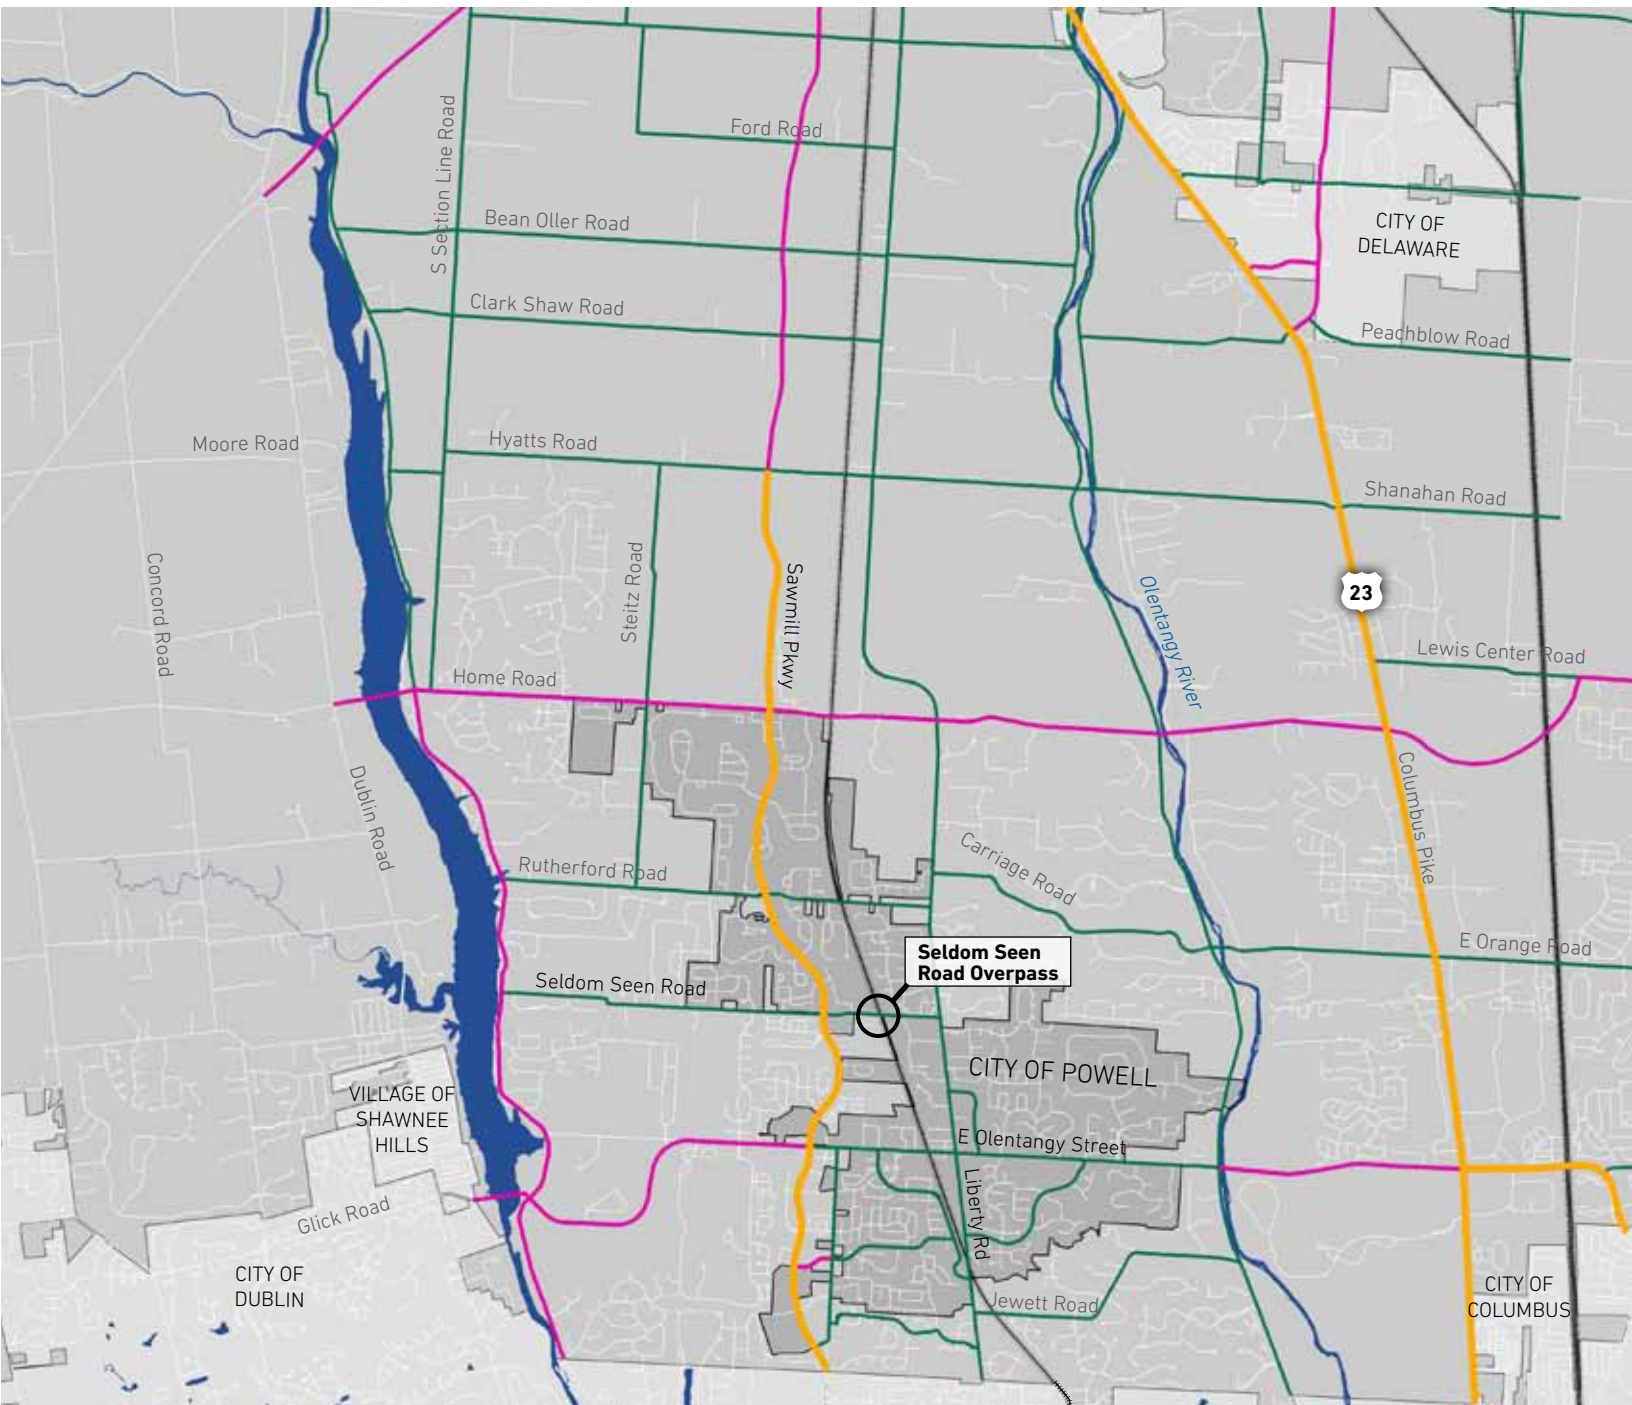 Ford Road
S Section Line Road
Bean Oller Road
CITY OF
DELAWARE
Clark Shaw Road
Peachblow Road
Moore Road
Hyatts Road
Shanahan Road
Concord Road
Steitz Road
Sawmill Pkwy
Olentangy River
23
Lewis Center Road
Home Road
Dublin Road
Columbus Pike
Rutherford Road
Carriage Road
E Orange Road
Seldom Seen
Road Overpass
Seldom Seen Road
CITY OF POWELL
VILLAGE OF
SHAWNEE
HILLS
E Olentangy Street
Liberty Rd
Glick Road
CITY OF
DUBLIN
Jewett Road
CITY OF
COLUMBUS